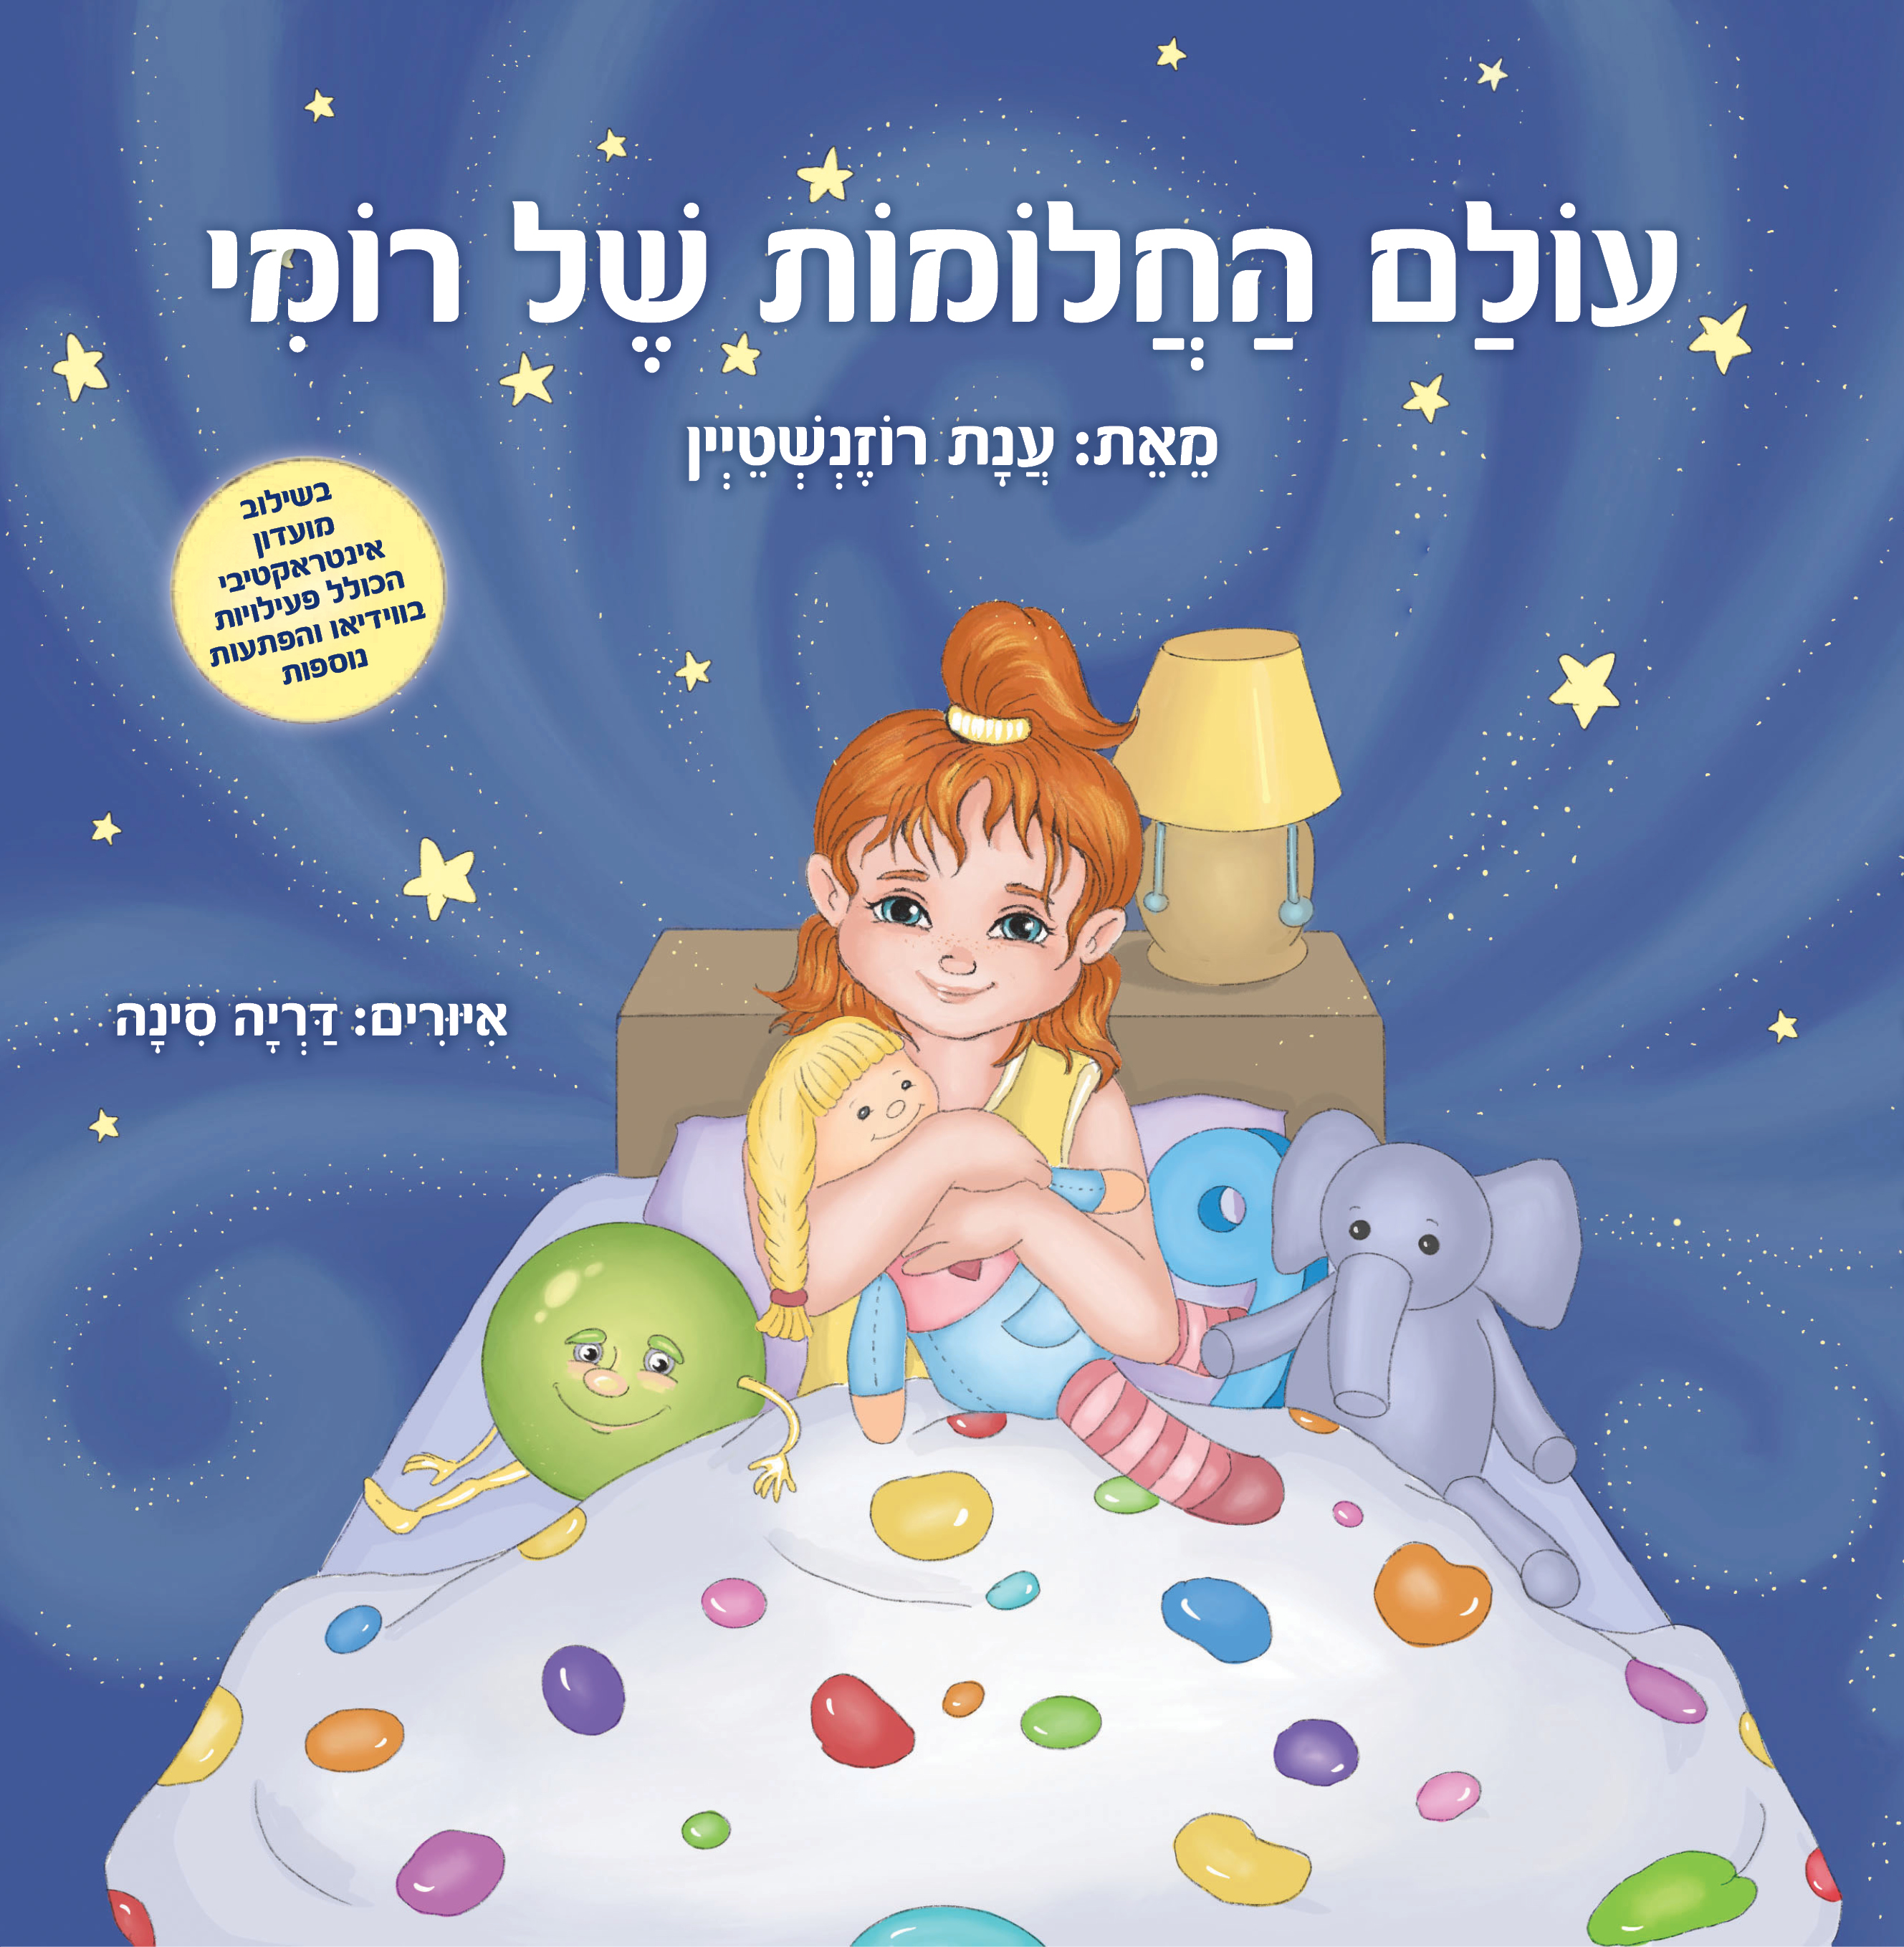 עוֹלַם הַחֲלוֹמוֹת שֶׁל רוֹמִי
מֵאֵת: עֲנָת רוֹזֶנְשְׁטֵיְין
בשילוב
מועדון
אינטראקטיבי
הכולל פעילויות
בווידיאו והפתעות
נוספות
אִיּוּרִים: דַּרְיָה סִינָה